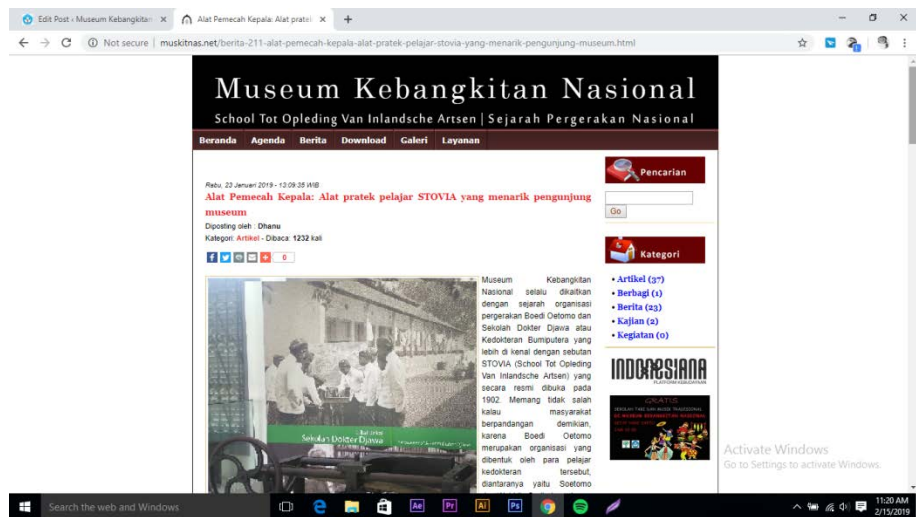 Edit Post ‹ Museum Kebangkitan
Alat Pemecah Kepala: Alat pratek
Not secure | muskitnas.net/berita-211-alat-pemecah-kepala-alat-pratek-pelajar-stovia-yang-menarik-pengunjung-museum.html
Museum Kebangkitan Nasional
School Tot Opleding Van Inlandsche Artsen | Sejarah Pergerakan Nasional
Beranda Agenda Berita Download Galeri Layanan
Rabu, 23 Januari 2019 - 13:09:35 WIB
Alat Pemecah Kepala: Alat pratek pelajar STOVIA yang menarik pengunjung
museum
Diposting oleh : Dhanu
Kategori: Artikel - Dibaca: 1232 kali
0
Museum Kebangkitan
Nasional selalu dikaitkan
dengan sejarah organisasi
pergerakan Boedi Oetomo dan
Sekolah Dokter Djawa atau
Kedokteran Bumiputera yang
lebih di kenal dengan sebutan
STOVIA (School Tot Opleding
Van Inlandsche Artsen) yang
secara resmi dibuka pada
1902. Memang tidak salah
kalau masyarakat
berpandangan demikian,
karena Boedi Oetomo
merupakan organisasi yang
dibentuk oleh para pelajar
kedokteran tersebut,
diantaranya yaitu Soetomo
Sekolah Dokter Djawa
Pencarian
Go
Kategori
• Artikel (37)
• Berbagi (1)
• Berita (23)
• Kajian (2)
• Kegiatan (0)
INDONESIANA
PLATFORM KEBUDAYAAN
GRATIS
Activate Windows
Go to Settings to activate Windows.
Search the web and Windows
Ae
Pr
Ai
Ps
11:20 AM
2/15/2019